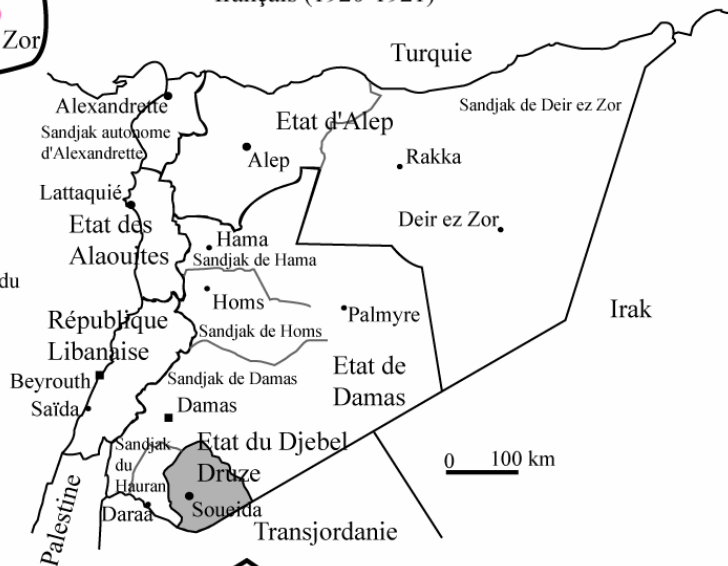 français (1920-1921)
Zor
Turquie
Alexandrette
Sandjak de Deir ez Zor
Etat d'Alep
Sandjak autonome
d'Alexandrette
Alep
Rakka
Lattaquié
Deir ez Zor
Etat des
Alaouites
Hama
Sandjak de Hama
du
Homs
Palmyre
Irak
République
Libanaise
Sandjak de Homs
Etat de
Damas
Beyrouth
Sandjak de Damas
Saïda
Damas
Sandjak
du
Hauran
Etat du Djebel
Druze
0 100 km
Palestine
Daraa
Soueida
Transjordanie